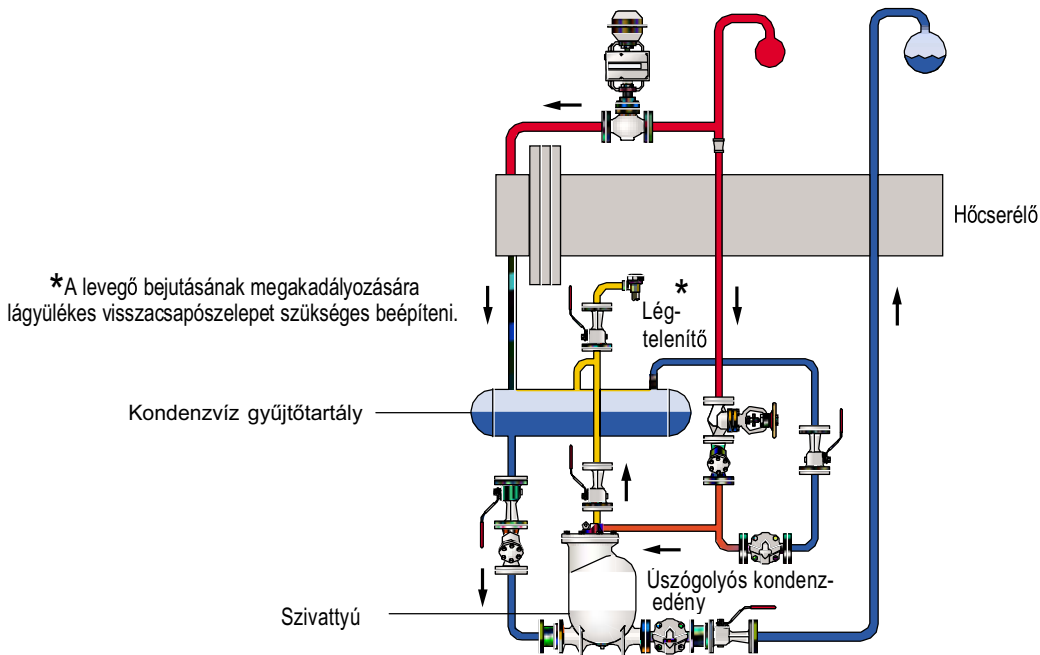 Hőcserélő
*A levegő bejutásának megakadályozására
lágyülékes visszacsapószelepet szükséges beépíteni.
*
Lég-
telenítő
Kondenzvíz gyűjtőtartály
Úszógolyós kondenz-
edény
Szivattyú